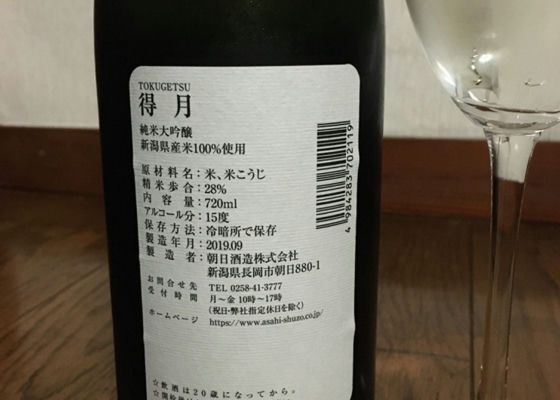 TOKUGETSU
得月
純米大吟醸
新潟県産米100%使用
原材料名：米、米こうじ
精米歩合：28%
内容量：720ml
アルコール分：15度
保存方法：冷暗所で保存
製造年月：2019.09
製造者：朝日酒造株式会社
新潟県長岡市朝日880-1
お問合せ先 TEL 0258-41-3777
受付時間 月〜金 10時〜17時
（祝日・弊社指定休日を除く）
ホームページ https://www.asahi-shuzo.co.jp/
☆飲酒は20歳になってから。
4 984283 702119